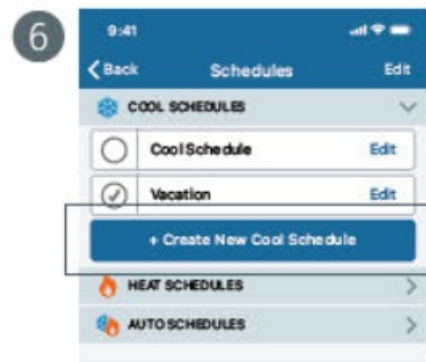 6
9:41
Back Schedules Edit
COOL SCHEDULES
Cool Schedule Edit
Vacation Edit
+ Create New Cool Schedule
HEAT SCHEDULES
AUTO SCHEDULES